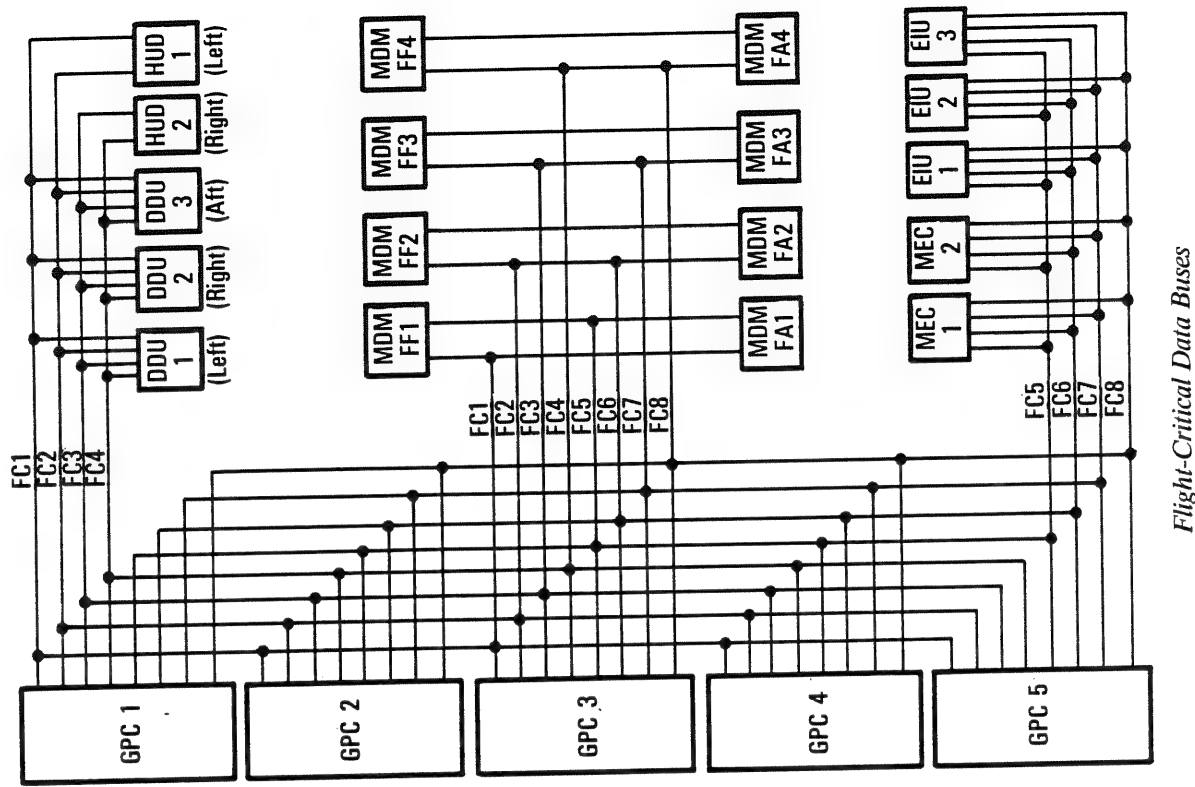 FC1
FC2
FC3
FC4
HUD
1
(Left)
HUD
2
(Right)
DDU
3
(Aft)
DDU
2
(Right)
DDU
1
(Left)
MDM
FF4
MDM
FF3
MDM
FF2
MDM
FF1
MDM
FA4
MDM
FA3
MDM
FA2
MDM
FA1
FC1
FC2
FC3
FC4
FC5
FC6
FC7
FC8
EIU
3
EIU
2
EIU
1
MEC
2
MEC
1
FC5
FC6
FC7
FC8
GPC 1
GPC 2
GPC 3
GPC 4
GPC 5
Flight-Critical Data Buses